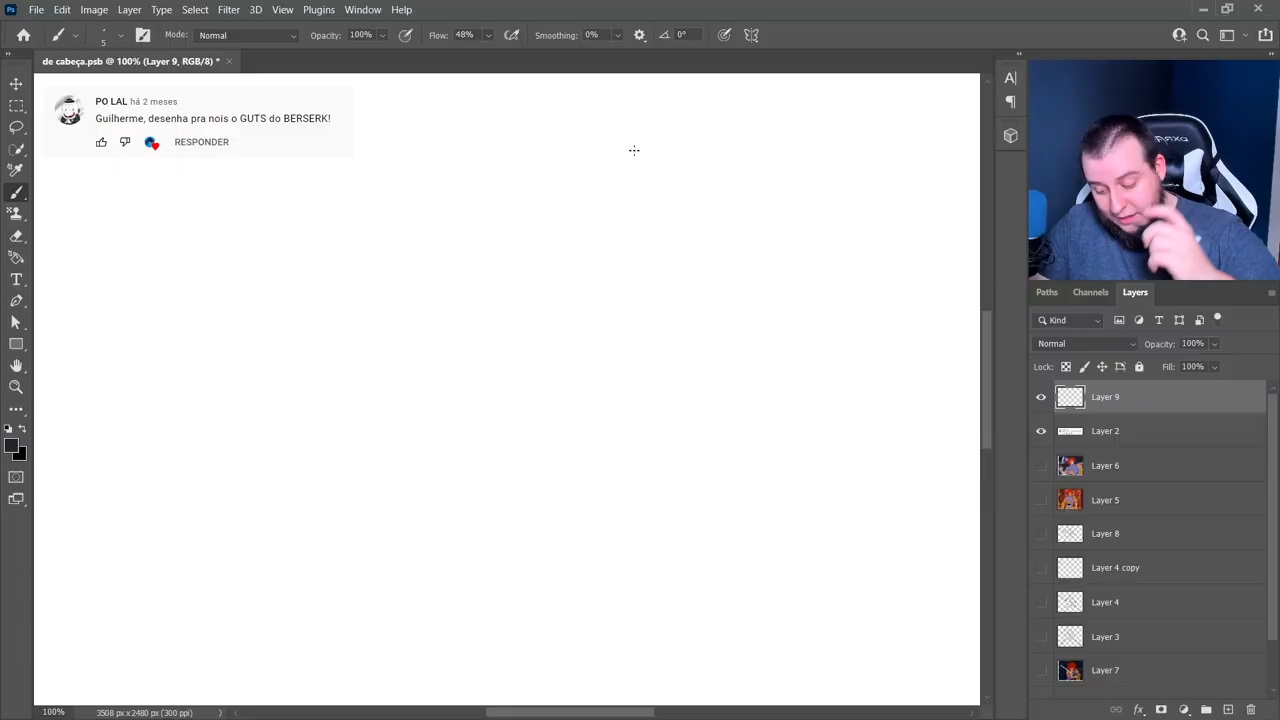 Ps File Edit Image Layer Type Select Filter 3D View Plugins Window Help
5 Mode: Normal Opacity: 100% Flow: 48% Smoothing: 0% 0°
de cabeça.psb @ 100% (Layer 9, RGB/8) *
PO LAL há 2 meses
Guilherme, desenha pra nois o GUTS do BERSERK!
RESPONDER
Paths Channels Layers
Kind
Normal Opacity: 100%
Lock: Fill: 100%
Layer 9
Layer 2
Layer 6
Layer 5
Layer 8
Layer 4 copy
Layer 4
Layer 3
Layer 7
100% 3508 px x 2480 px (300 ppi)